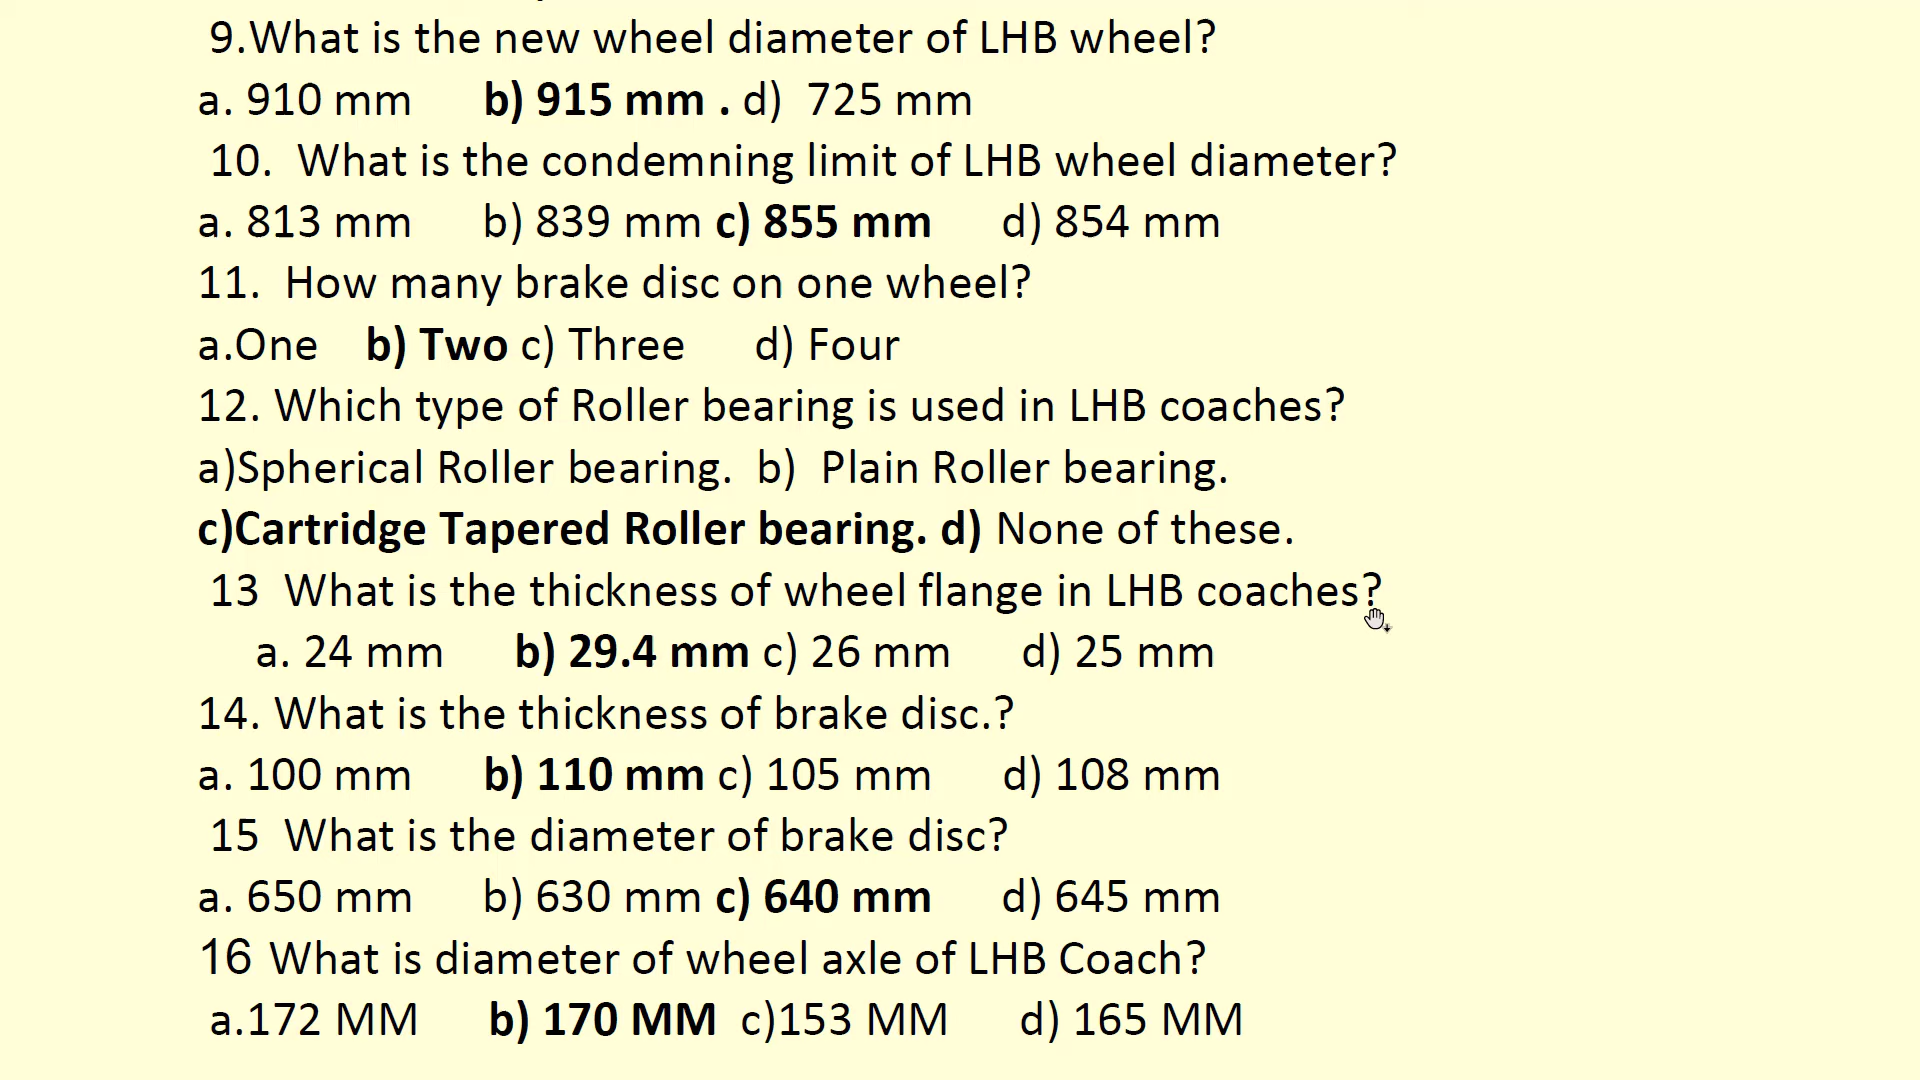 9.What is the new wheel diameter of LHB wheel?
a. 910 mm b) 915 mm . d) 725 mm
10. What is the condemning limit of LHB wheel diameter?
a. 813 mm b) 839 mm c) 855 mm d) 854 mm
11. How many brake disc on one wheel?
a.One b) Two c) Three d) Four
12. Which type of Roller bearing is used in LHB coaches?
a)Spherical Roller bearing. b) Plain Roller bearing.
c)Cartridge Tapered Roller bearing. d) None of these.
13 What is the thickness of wheel flange in LHB coaches?
a. 24 mm b) 29.4 mm c) 26 mm d) 25 mm
14. What is the thickness of brake disc.?
a. 100 mm b) 110 mm c) 105 mm d) 108 mm
15 What is the diameter of brake disc?
a. 650 mm b) 630 mm c) 640 mm d) 645 mm
16 What is diameter of wheel axle of LHB Coach?
a.172 MM b) 170 MM c)153 MM d) 165 MM